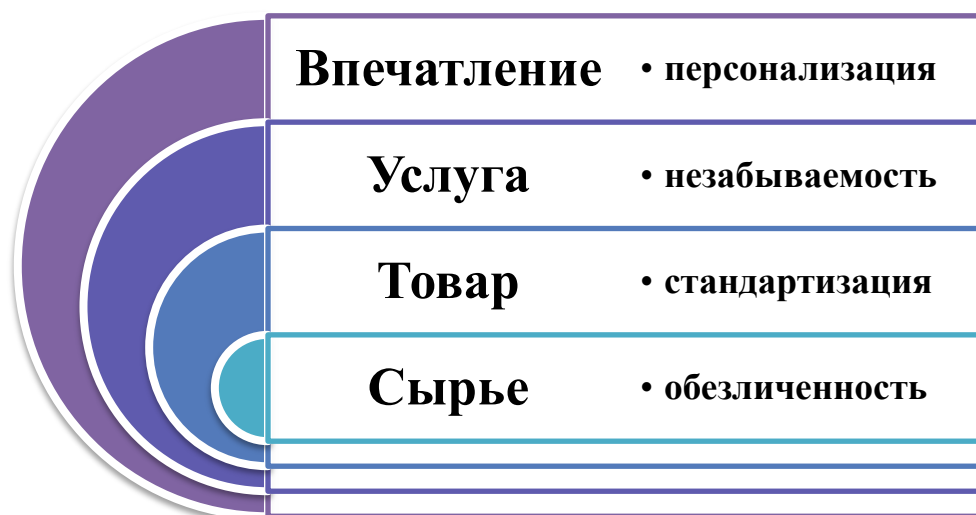 Впечатление • персонализация
Услуга • незабываемость
Товар • стандартизация
Сырье • обезличенность